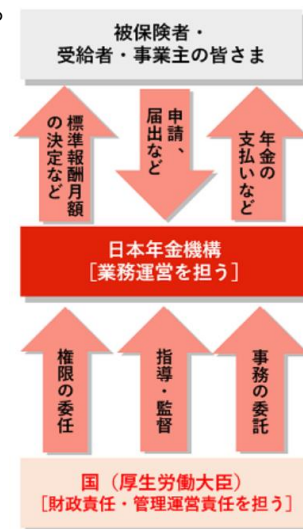 。
被保険者・
受給者・事業主の皆さま
標準報酬月額
の決定など
申請、
届出など
年金の
支払いなど
日本年金機構
［業務運営を担う］
権限の委任
指導・監督
事務の委託
国（厚生労働大臣）
［財政責任・管理運営責任を担う］